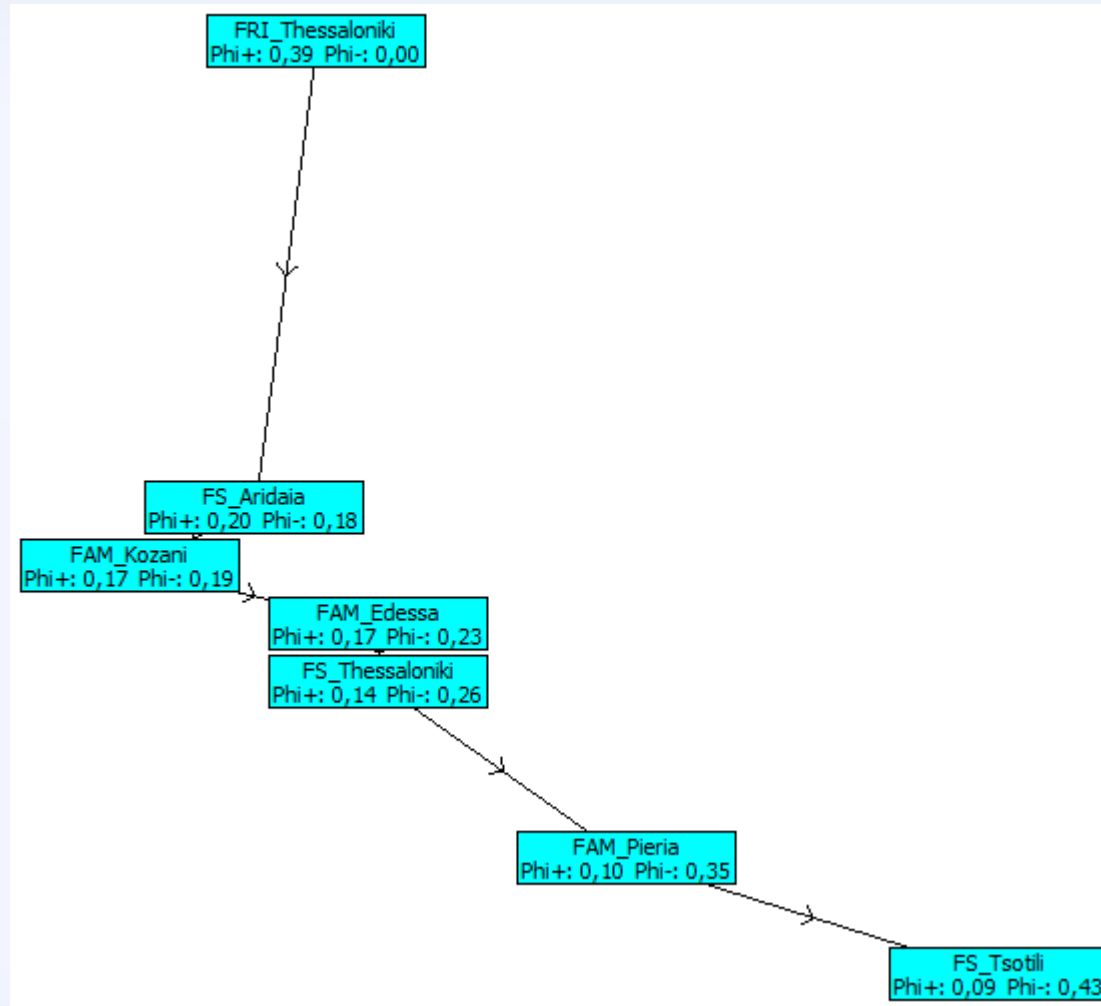 FRI_Thessaloniki
Phi+: 0,39 Phi-: 0,00
FS_Aridaia
Phi+: 0,20 Phi-: 0,18
FAM_Kozani
Phi+: 0,17 Phi-: 0,19
FAM_Edessa
Phi+: 0,17 Phi-: 0,23
FS_Thessaloniki
Phi+: 0,14 Phi-: 0,26
FAM_Pieria
Phi+: 0,10 Phi-: 0,35
FS_Tsotili
Phi+: 0,09 Phi-: 0,43